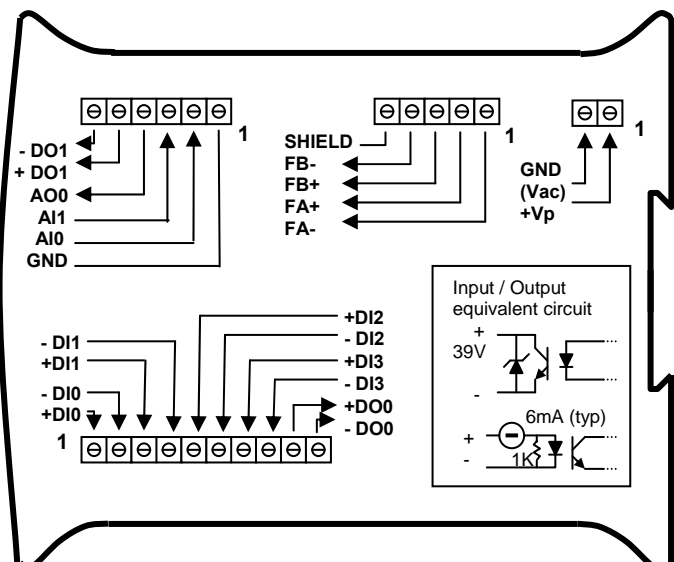 1
- DO1
+ DO1
AO0
AI1
AI0
GND
1
SHIELD
FB-
FB+
FA+
FA-
1
GND
(Vac)
+Vp
- DI1
+DI1
- DI0
+DI0
1
+DI2
- DI2
+DI3
- DI3
+DO0
- DO0
Input / Output
equivalent circuit
+
39V
-
6mA (typ)
+
1K
-